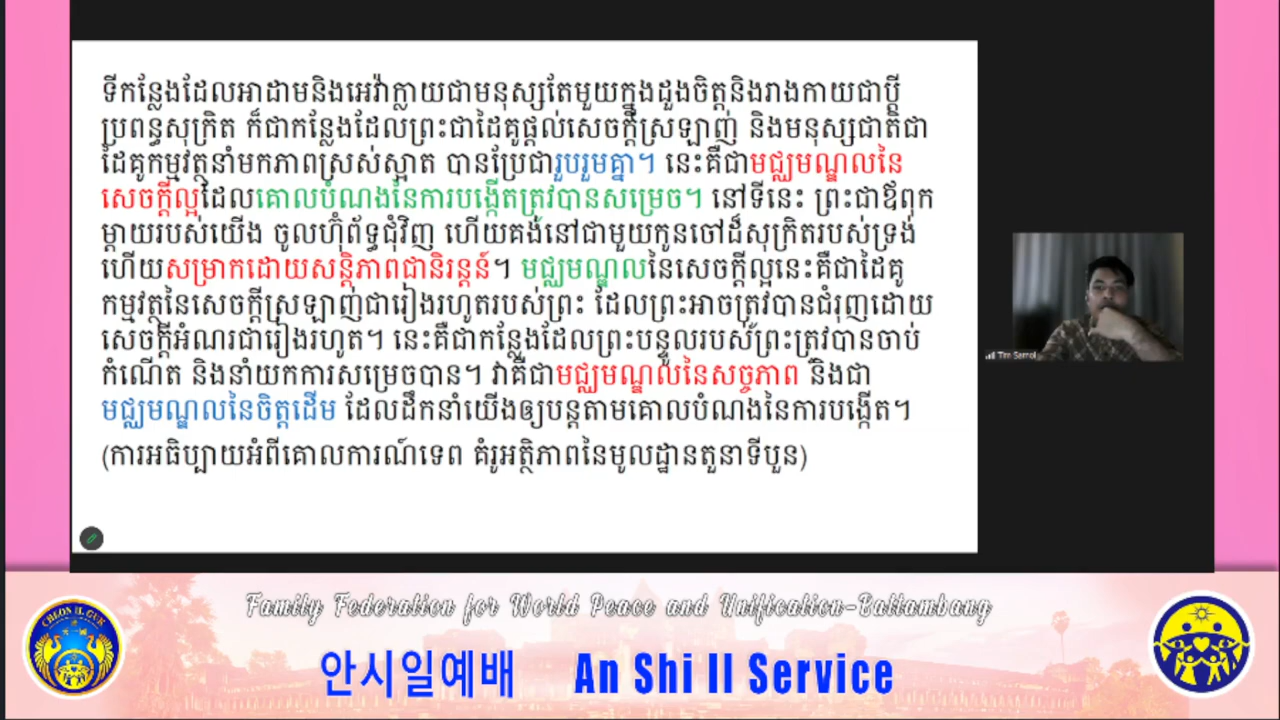 ទីកន្លែងដែលអាដាមនិងអេវ៉ាក្លាយជាមនុស្សតែមួយក្នុងដួងចិត្តនិងរាងកាយជាប្តី
ប្រពន្ធសុក្រិត ក៏ជាកន្លែងដែលព្រះជាដៃគូផ្តល់សេចក្តីស្រឡាញ់ និងមនុស្សជាតិជា
ដៃគូកម្មវត្ថុនាំមកភាពស្រស់ស្អាត បានប្រែជារួបរួមគ្នា។ នេះគឺជាមជ្ឈមណ្ឌលនៃ
សេចក្តីល្អដែលគោលបំណងនៃការបង្កើតត្រូវបានសម្រេច។ នៅទីនេះ ព្រះជាឪពុក
ម្តាយរបស់យើង ចូលហ៊ុំព័ទ្ធជុំវិញ ហើយគង់នៅជាមួយកូនចៅដ៏សុក្រិតរបស់ទ្រង់
ហើយសម្រាកដោយសន្តិភាពជានិរន្តន៍។ មជ្ឈមណ្ឌលនៃសេចក្តីល្អនេះគឺជាដៃគូ
កម្មវត្ថុនៃសេចក្តីស្រឡាញ់ជារៀងរហូតរបស់ព្រះ ដែលព្រះអាចត្រូវបានជំរុញដោយ
សេចក្តីអំណរជារៀងរហូត។ នេះគឺជាកន្លែងដែលព្រះបន្ទូលរបស់ព្រះត្រូវបានចាប់
កំណើត និងនាំយកការសម្រេចបាន។ វាគឺជាមជ្ឈមណ្ឌលនៃសច្ចភាព និងជា
មជ្ឈមណ្ឌលនៃចិត្តដើម ដែលដឹកនាំយើងឲ្យបន្តតាមគោលបំណងនៃការបង្កើត។
(ការអធិប្បាយអំពីគោលការណ៍ទេព គំរូអត្ថិភាពនៃមូលដ្ឋានតួនាទីបួន)
Tim Samol
Family Federation for World Peace and Unification-Battambang
안시일예배 An Shi Il Service
CHEON IL GUK